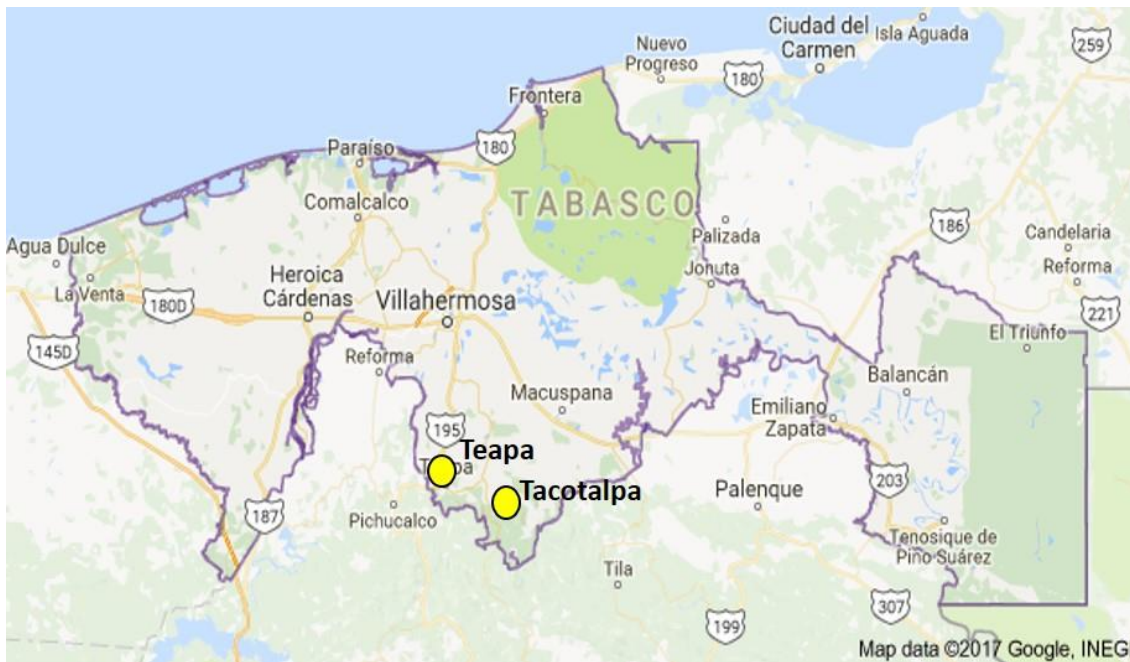 Ciudad del
Carmen
Isla Aguada
259
Nuevo
Progreso
180
Frontera
180
Paraíso
TABASCO
Comalcalco
Palizada
186
Candelaria
Agua Dulce
Reforma
La Venta
Heroica
Cárdenas
180D
Villahermosa
Jonuta
221
145D
Reforma
El Triunfo
Macuspana
Balancán
Emiliano
Zapata
195
Teapa
203
Tacotalpa
Palenque
Pichucalco
187
Tenosique de
Pino Suárez
Tila
307
199
Map data ©2017 Google, INEG